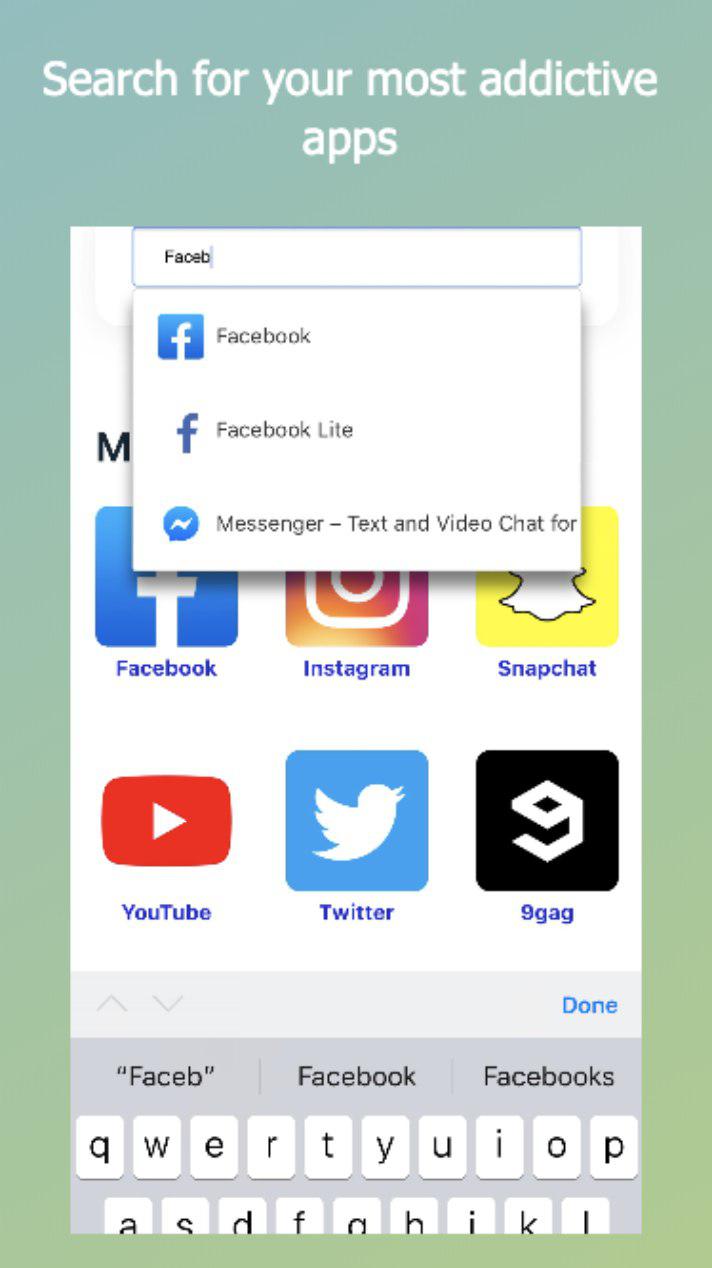 Search for your most addictive
apps
Faceb
Facebook
Facebook Lite
M
Messenger – Text and Video Chat for
Facebook Instagram Snapchat
YouTube Twitter 9gag
Done
“Faceb” Facebook Facebooks
q w e r t y u i o p
a s d f g h j k l